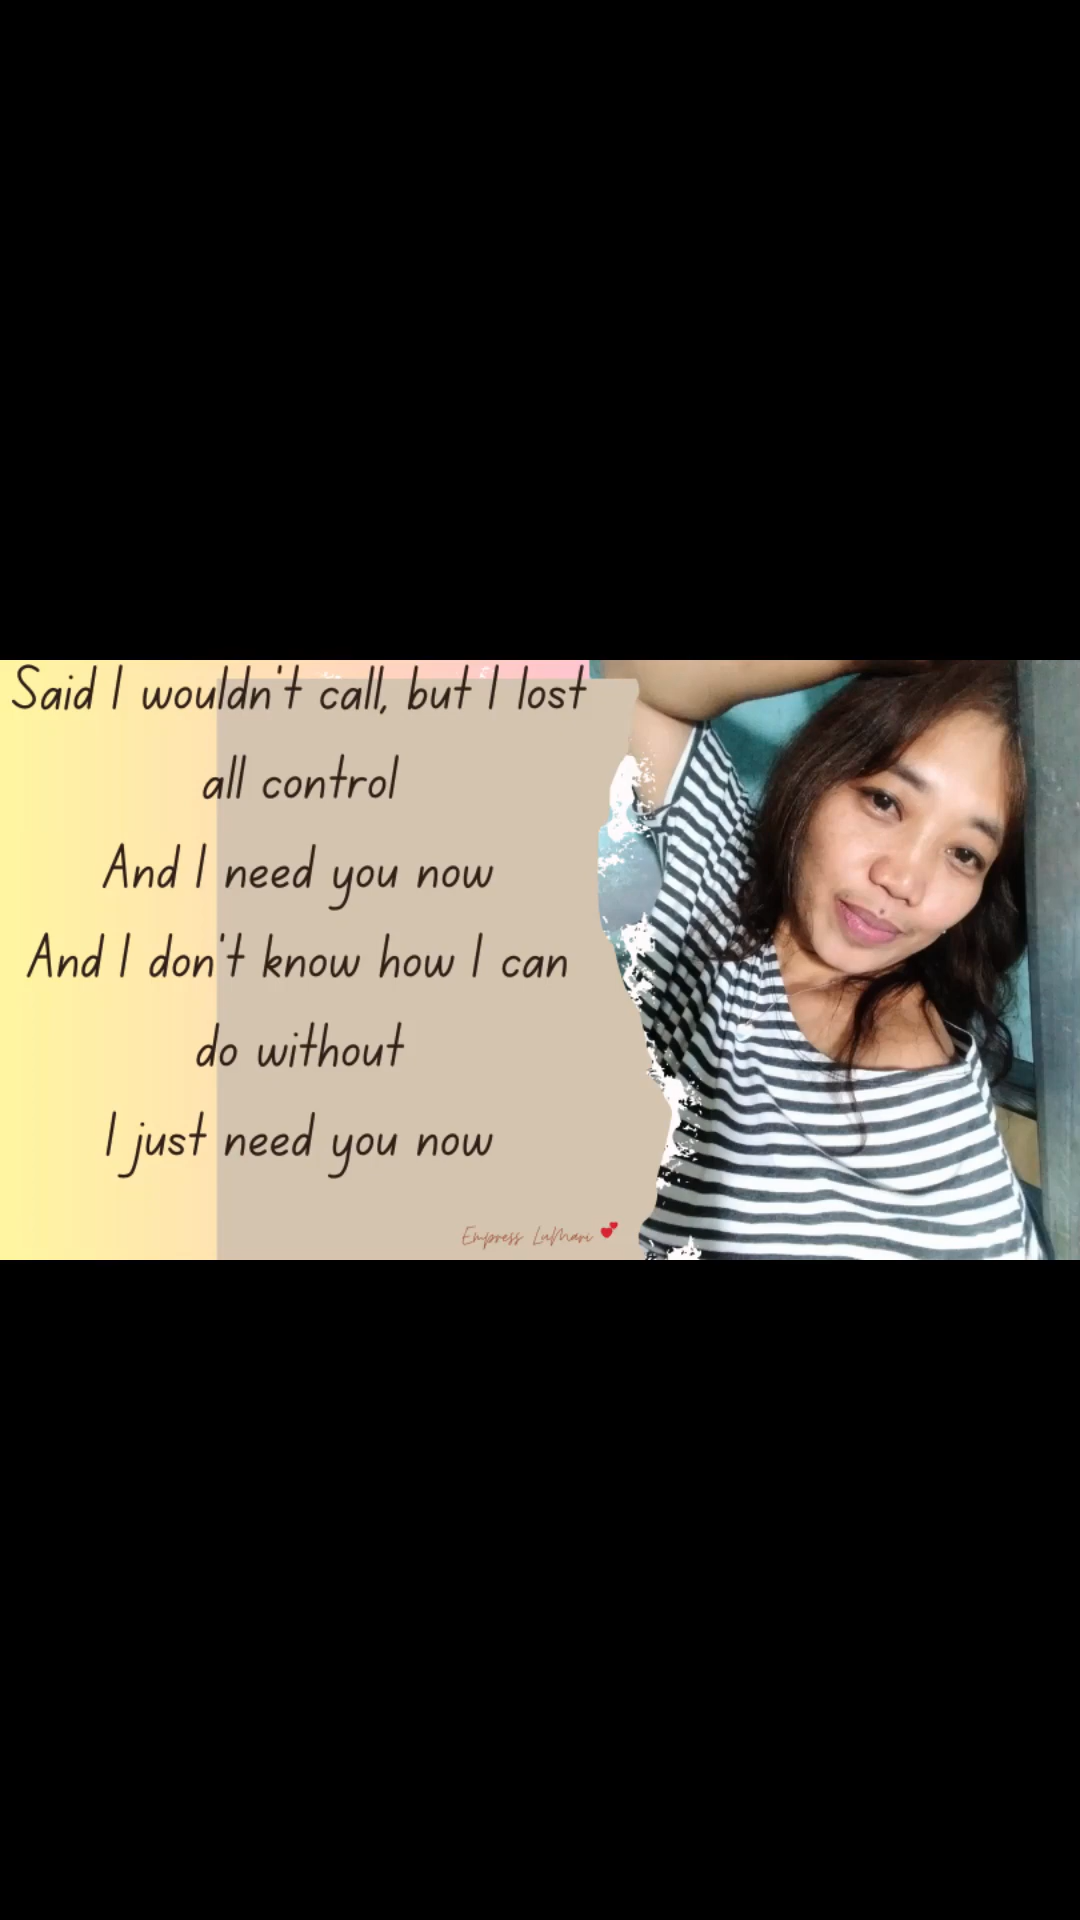 Said I wouldn't call, but I lost
all control
And I need you now
And I don't know how I can
do without
I just need you now
Empress LuMari